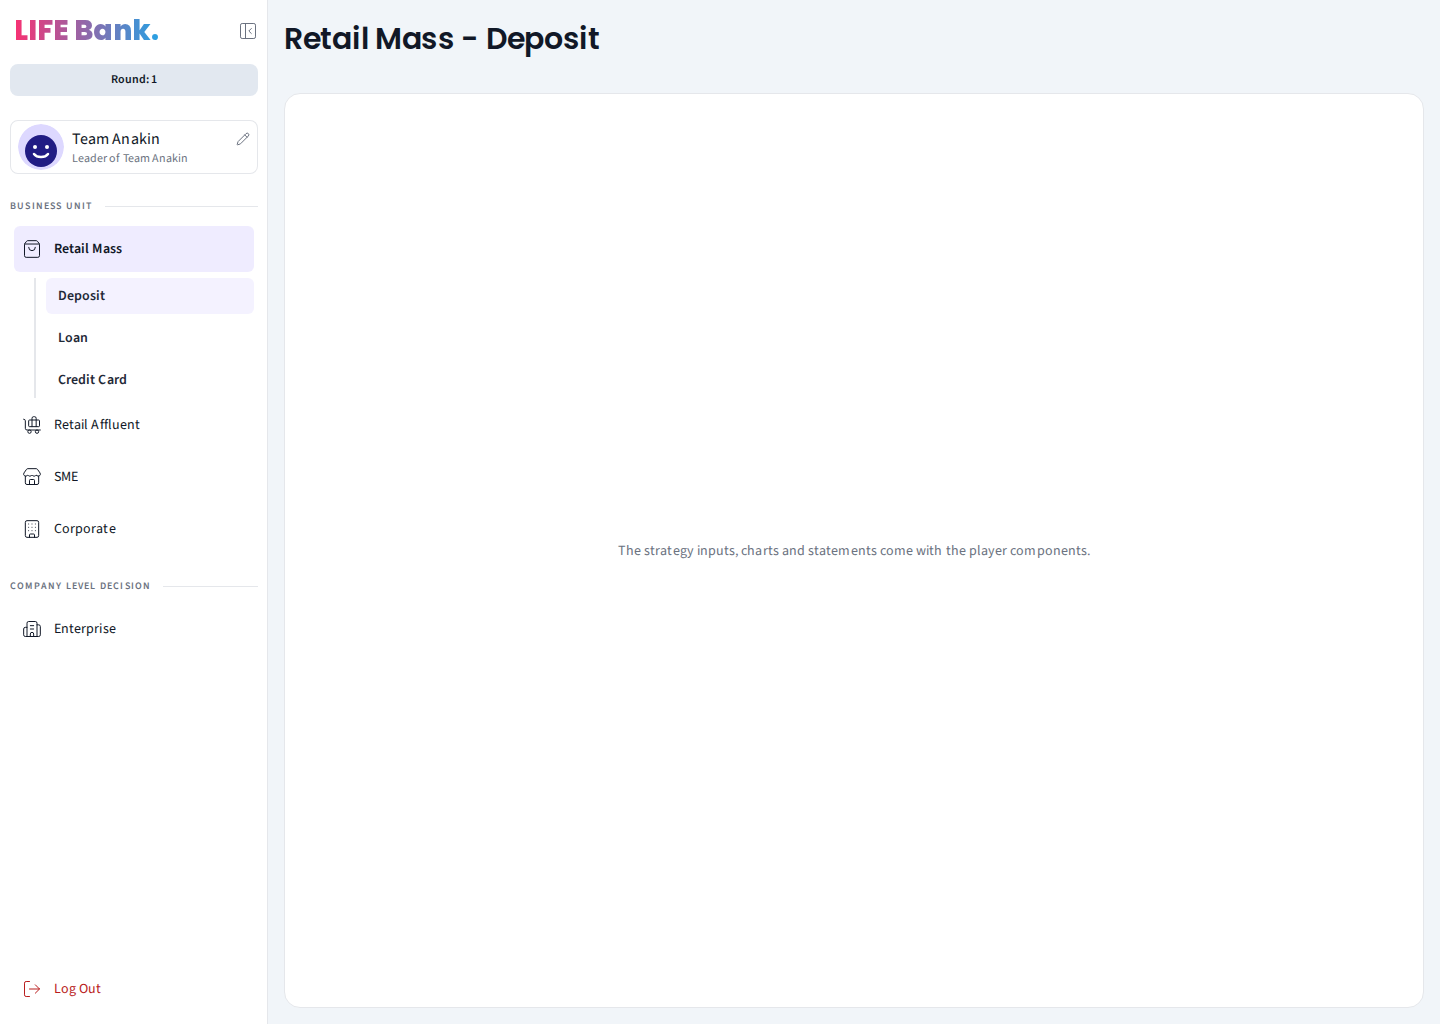 LIFE Bank.
Round: 1
Team Anakin
Leader of Team Anakin
BUSINESS UNIT
Retail Mass
Deposit
Loan
Credit Card
Retail Affluent
SME
Corporate
COMPANY LEVEL DECISION
Enterprise
Log Out
Retail Mass - Deposit
The strategy inputs, charts and statements come with the player components.